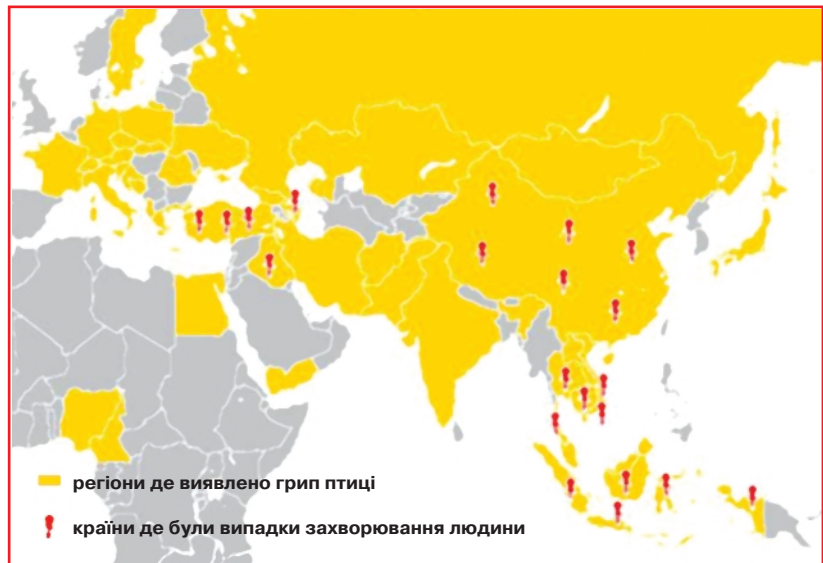 регіони де виявлено грип птиці
країни де були випадки захворювання людини